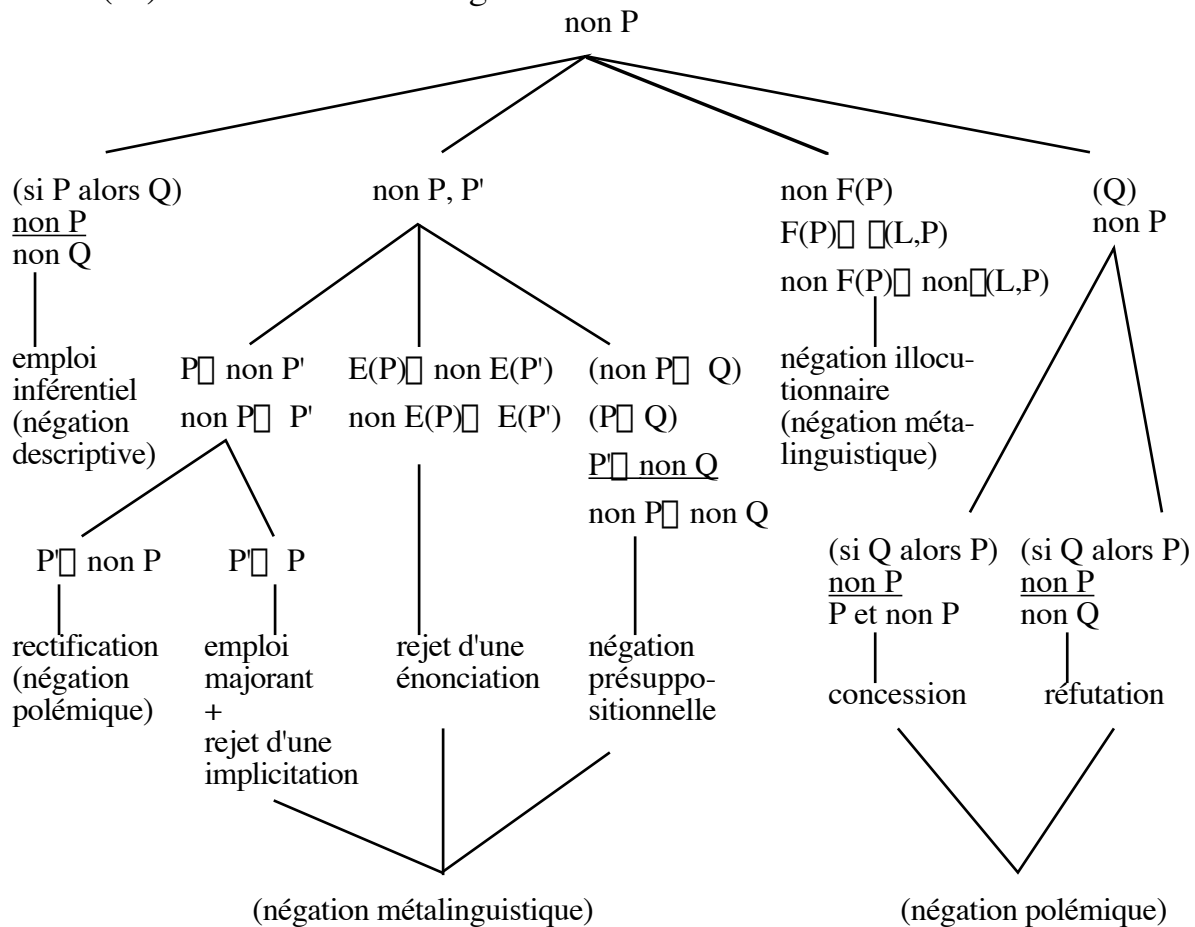 non P
(si P alors Q)
non P
non Q
non P, P'
non F(P)
F(P)□ □(L,P)
non F(P)□ non□(L,P)
(Q)
non P
emploi
inférentiel
(négation
descriptive)
P□ non P'
non P□ P'
E(P)□ non E(P')
non E(P)□ E(P')
(non P□ Q)
(P□ Q)
P'□ non Q
non P□ non Q
négation illocu-
tionnaire
(négation méta-
linguistique)
P'□ non P
P'□ P
(si Q alors P)
non P
P et non P
(si Q alors P)
non P
non Q
rectification
(négation
polémique)
emploi
majorant
+
rejet d'une
implicitation
rejet d'une
énonciation
négation
présuppo-
sitionnelle
concession
réfutation
(négation métalinguistique)
(négation polémique)